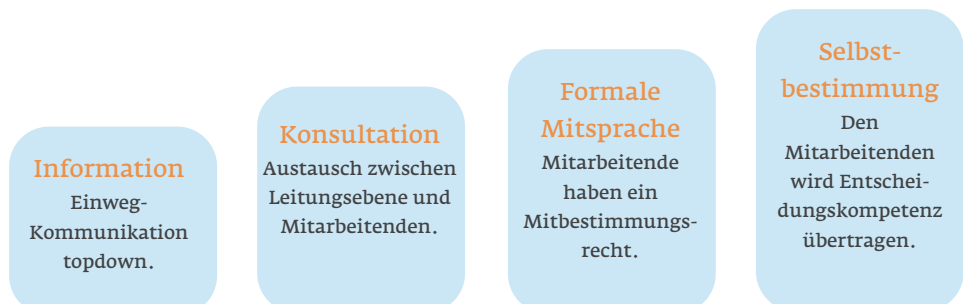 Information
Einweg-
Kommunikation
topdown.
Konsultation
Austausch zwischen
Leitungsebene und
Mitarbeitenden.
Formale
Mitsprache
Mitarbeitende
haben ein
Mitbestimmungs-
recht.
Selbst-
bestimmung
Den
Mitarbeitenden
wird Entschei-
dungskompetenz
übertragen.